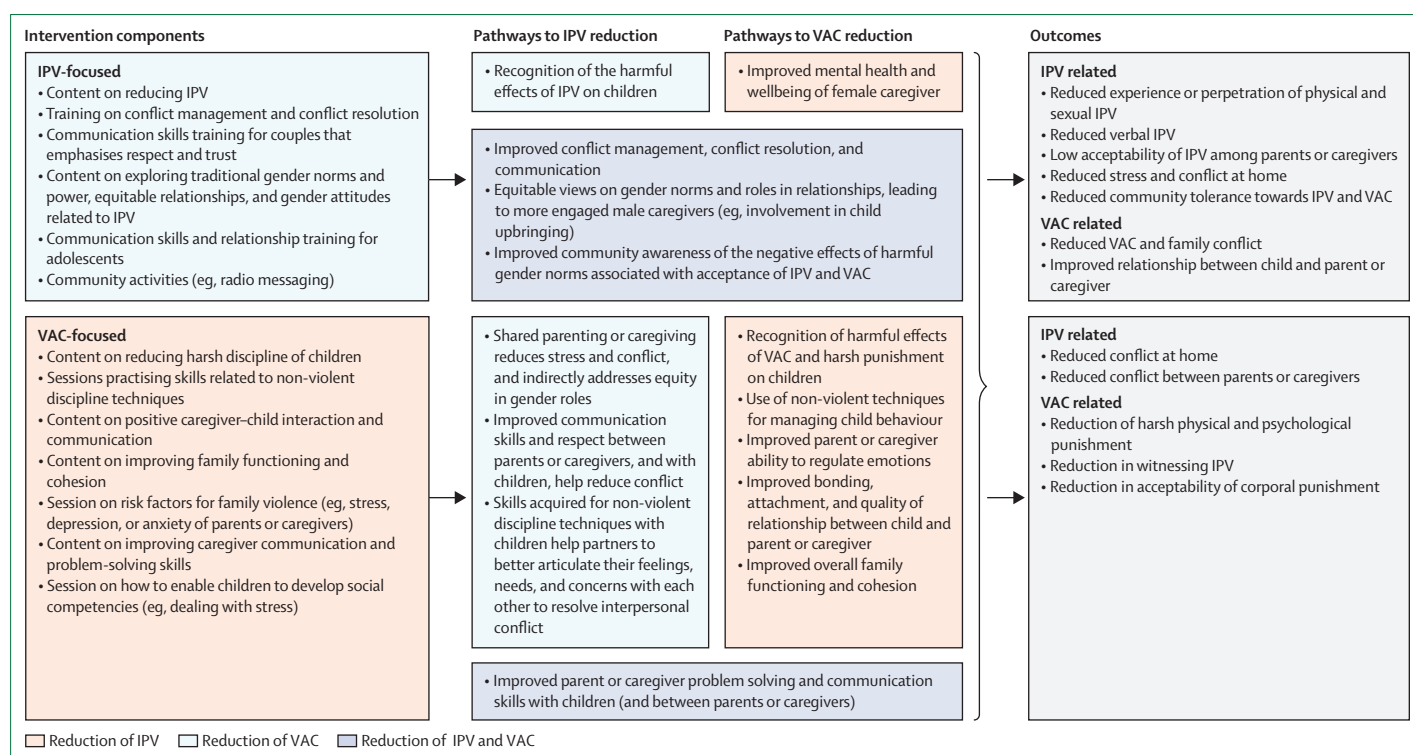 Intervention components
Pathways to IPV reduction
Pathways to VAC reduction
Outcomes
IPV-focused
• Content on reducing IPV
• Training on conflict management and conflict resolution
• Communication skills training for couples that
emphasises respect and trust
• Content on exploring traditional gender norms and
power, equitable relationships, and gender attitudes
related to IPV
• Communication skills and relationship training for
adolescents
• Community activities (eg, radio messaging)
• Recognition of the harmful
effects of IPV on children
• Improved mental health and
wellbeing of female caregiver
• Improved conflict management, conflict resolution, and
communication
• Equitable views on gender norms and roles in relationships, leading
to more engaged male caregivers (eg, involvement in child
upbringing)
• Improved community awareness of the negative effects of harmful
gender norms associated with acceptance of IPV and VAC
IPV related
• Reduced experience or perpetration of physical and
sexual IPV
• Reduced verbal IPV
• Low acceptability of IPV among parents or caregivers
• Reduced stress and conflict at home
• Reduced community tolerance towards IPV and VAC
VAC related
• Reduced VAC and family conflict
• Improved relationship between child and parent or
caregiver
VAC-focused
• Content on reducing harsh discipline of children
• Sessions practising skills related to non-violent
discipline techniques
• Content on positive caregiver–child interaction and
communication
• Content on improving family functioning and
cohesion
• Session on risk factors for family violence (eg, stress,
depression, or anxiety of parents or caregivers)
• Content on improving caregiver communication and
problem-solving skills
• Session on how to enable children to develop social
competencies (eg, dealing with stress)
• Shared parenting or caregiving
reduces stress and conflict,
and indirectly addresses equity
in gender roles
• Improved communication
skills and respect between
parents or caregivers, and with
children, help reduce conflict
• Skills acquired for non-violent
discipline techniques with
children help partners to
better articulate their feelings,
needs, and concerns with each
other to resolve interpersonal
conflict
• Recognition of harmful effects
of VAC and harsh punishment
on children
• Use of non-violent techniques
for managing child behaviour
• Improved parent or caregiver
ability to regulate emotions
• Improved bonding,
attachment, and quality of
relationship between child and
parent or caregiver
• Improved overall family
functioning and cohesion
• Improved parent or caregiver problem solving and communication
skills with children (and between parents or caregivers)
IPV related
• Reduced conflict at home
• Reduced conflict between parents or caregivers
VAC related
• Reduction of harsh physical and psychological
punishment
• Reduction in witnessing IPV
• Reduction in acceptability of corporal punishment
Reduction of IPV
Reduction of VAC
Reduction of IPV and VAC